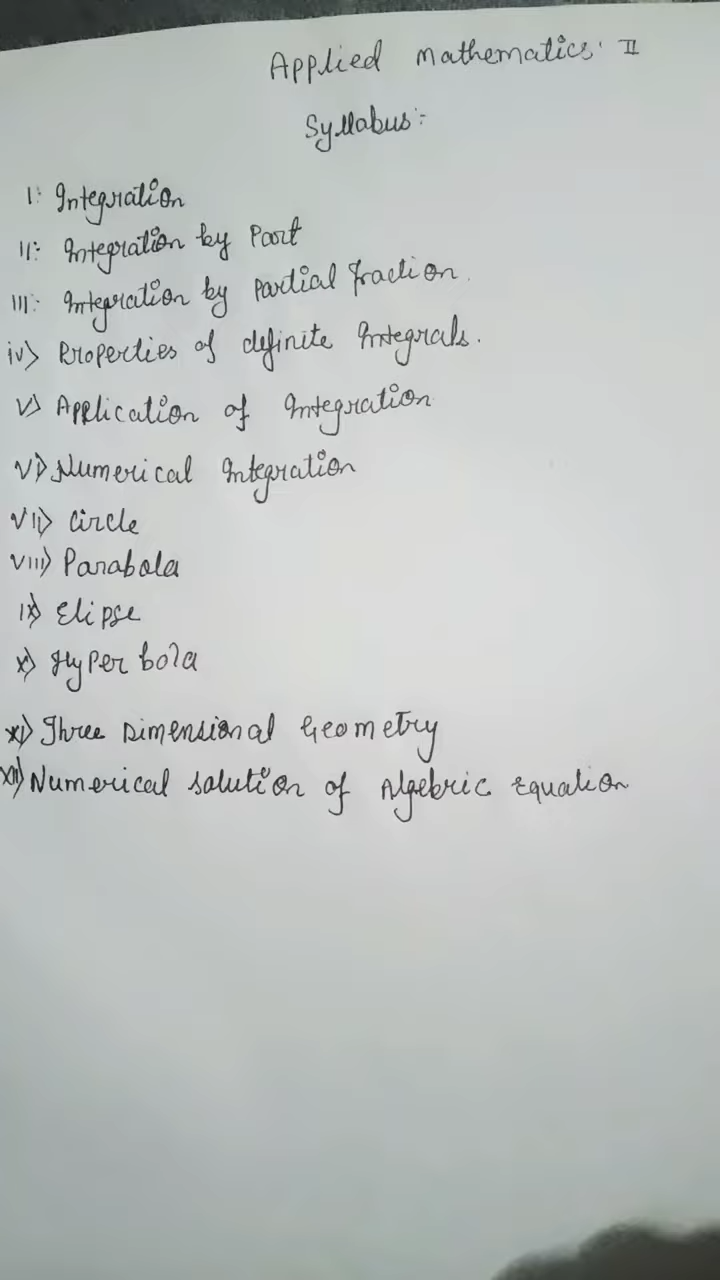 Applied Mathematics. II
Syllabus:-
I: Integration
II: Integration by Part
III: Integration by Partial fraction.
iv) Properties of definite Integrals.
V) Application of Integration
VI) Numerical Integration
VII) Circle
VIII) Parabola
IX) Elipse
X) Hyperbola
XI) Three Dimensional Geometry
XII) Numerical solution of Algebric Equation